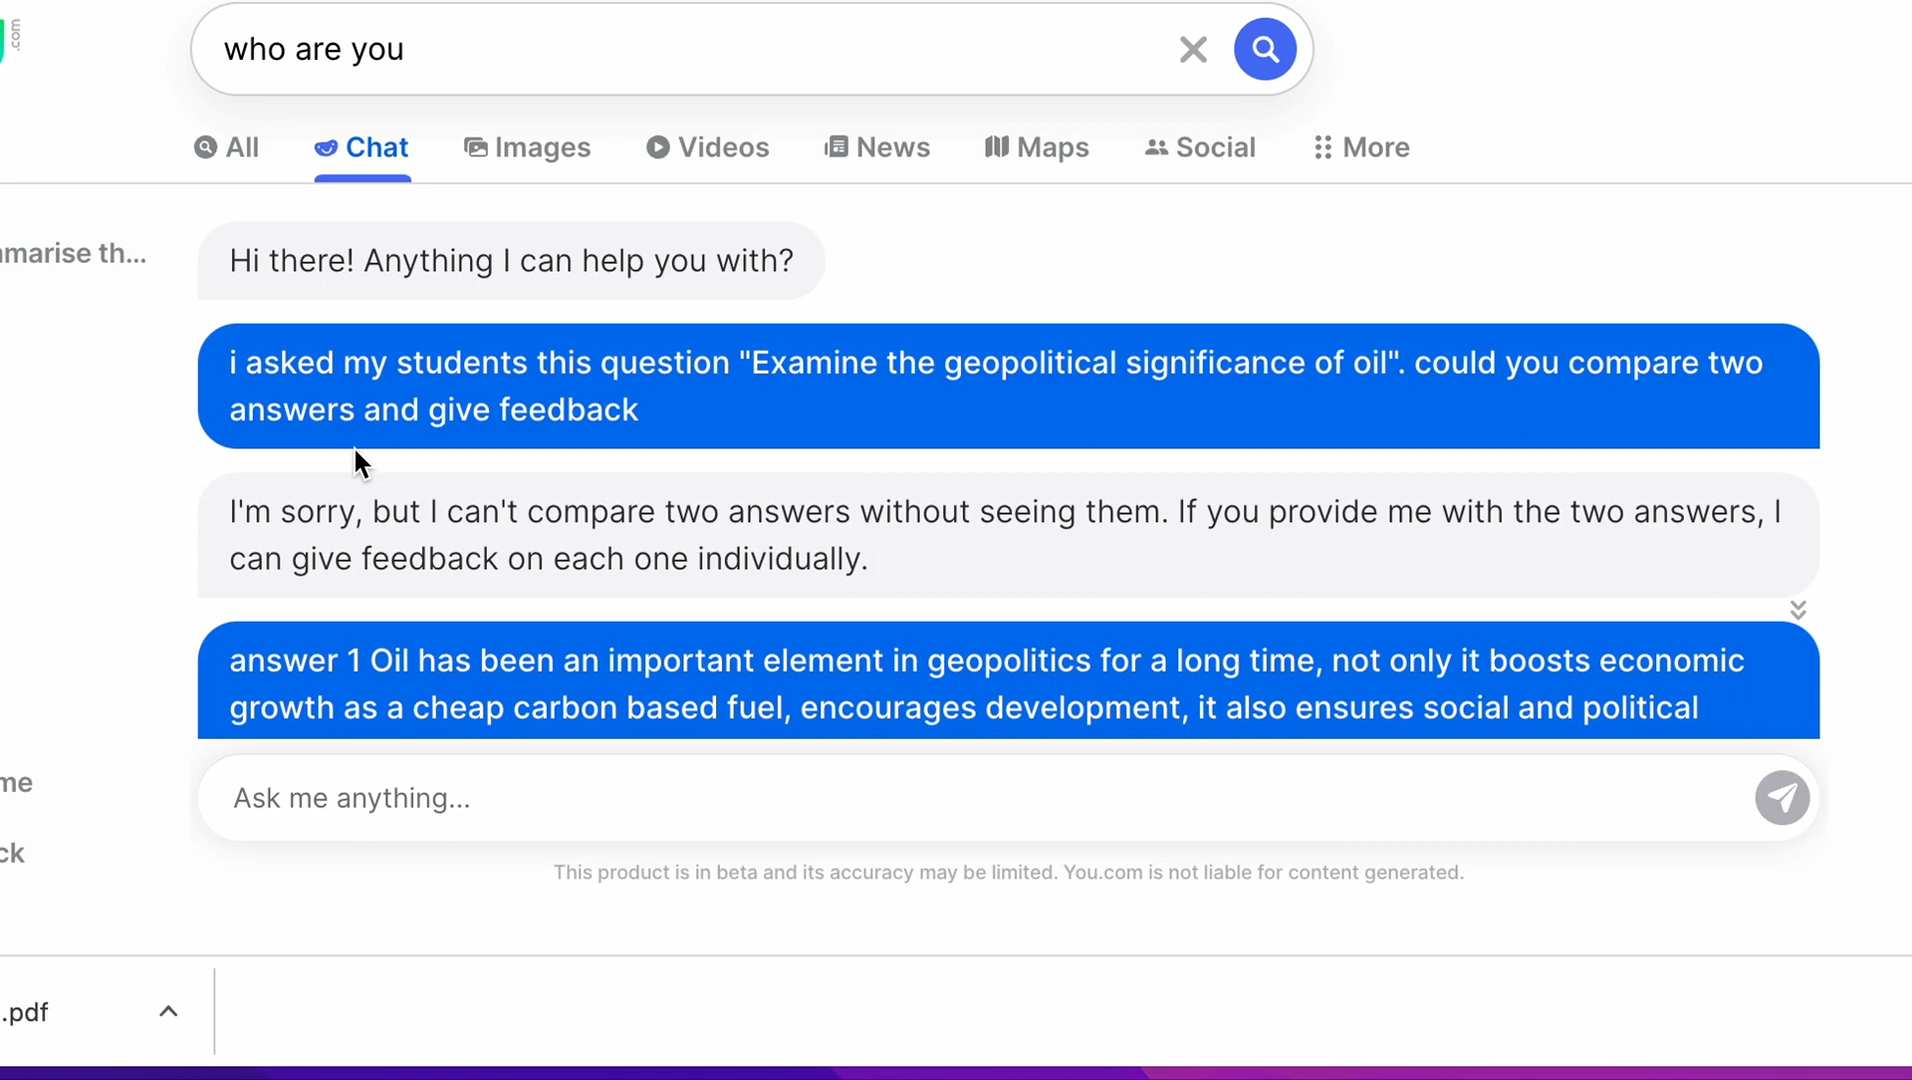 .com
who are you
All
Chat
Images
Videos
News
Maps
Social
More
marise th...
Hi there! Anything I can help you with?
i asked my students this question "Examine the geopolitical significance of oil". could you compare two
answers and give feedback
I'm sorry, but I can't compare two answers without seeing them. If you provide me with the two answers, I
can give feedback on each one individually.
answer 1 Oil has been an important element in geopolitics for a long time, not only it boosts economic
growth as a cheap carbon based fuel, encourages development, it also ensures social and political
me
Ask me anything...
ck
This product is in beta and its accuracy may be limited. You.com is not liable for content generated.
.pdf